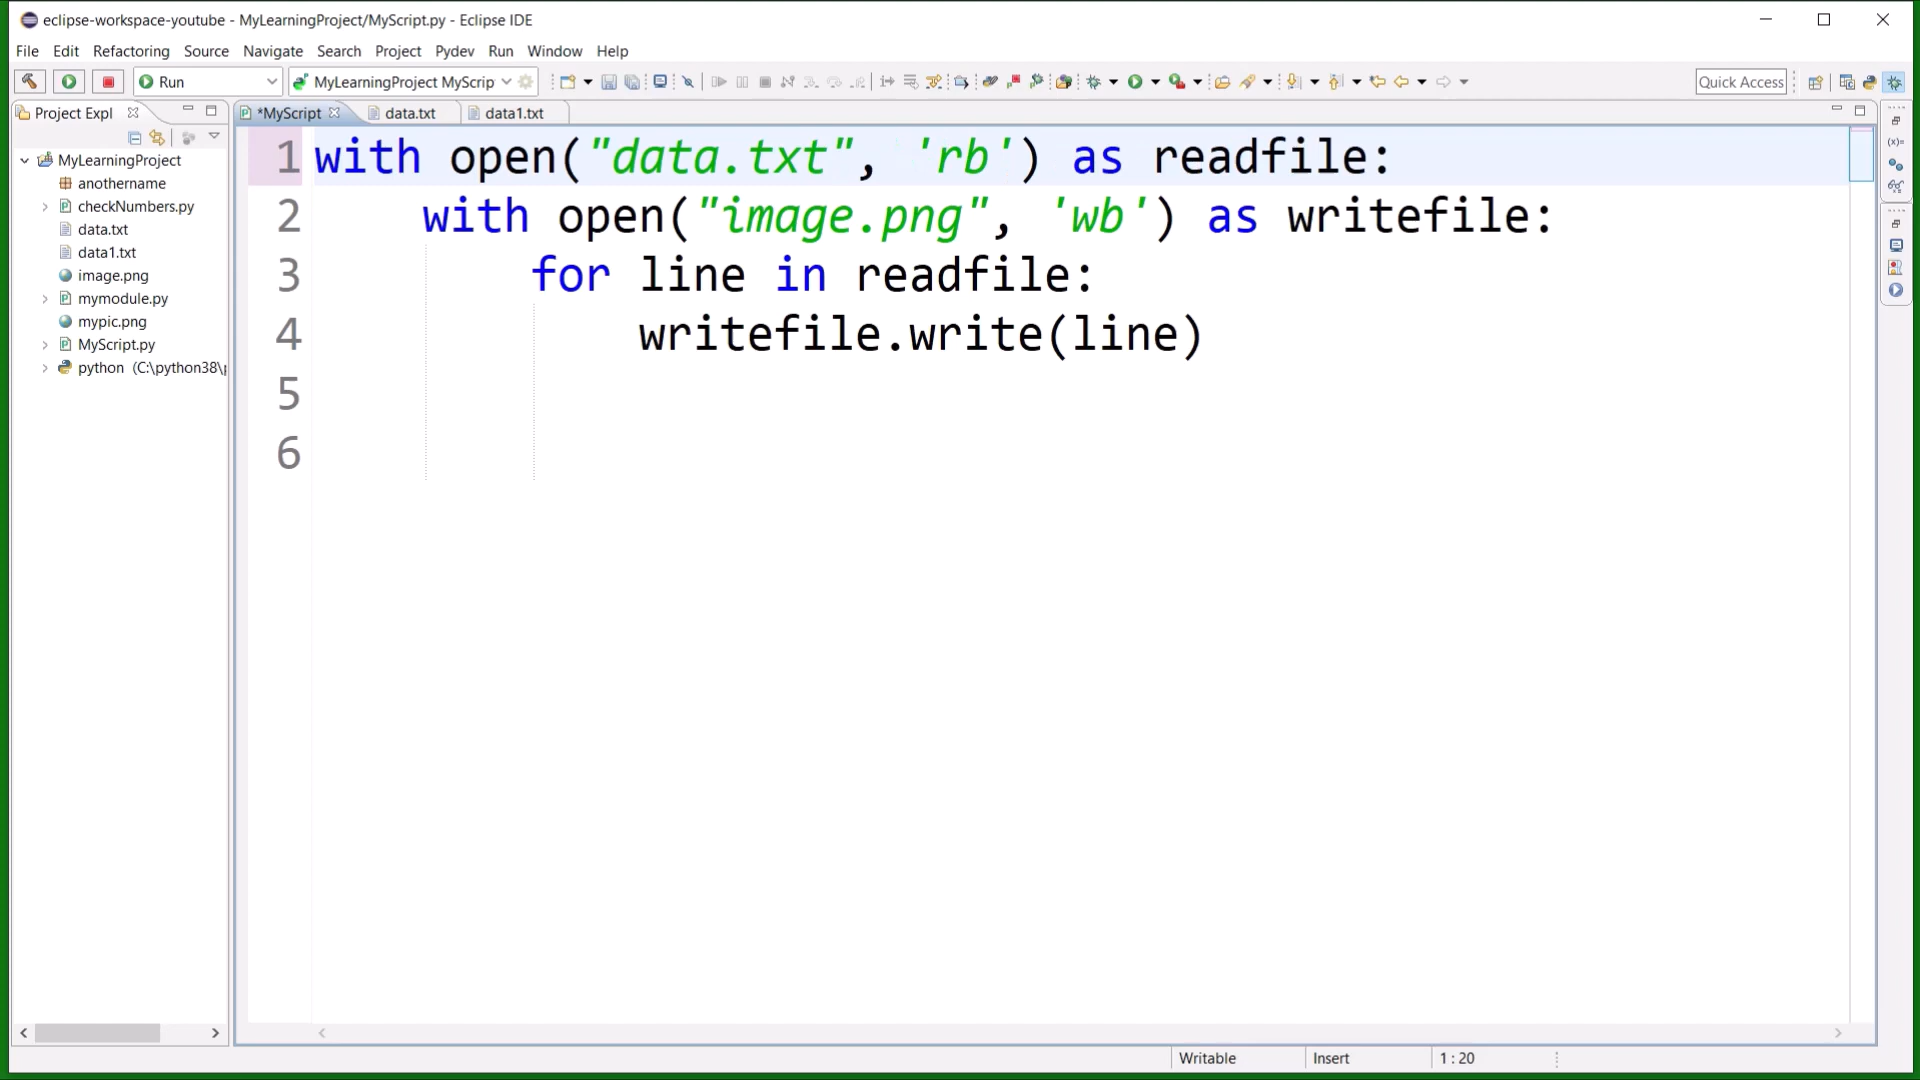 eclipse-workspace-youtube - MyLearningProject/MyScript.py - Eclipse IDE
File Edit Refactoring Source Navigate Search Project Pydev Run Window Help
Run MyLearningProject MyScrip Quick Access
Project Expl *MyScript data.txt data1.txt
MyLearningProject
anothername
checkNumbers.py
data.txt
data1.txt
image.png
mymodule.py
mypic.png
MyScript.py
python (C:\python38\
1 with open("data.txt", 'rb') as readfile:
2 with open("image.png", 'wb') as writefile:
3 for line in readfile:
4 writefile.write(line)
5
6
Writable Insert 1 : 20